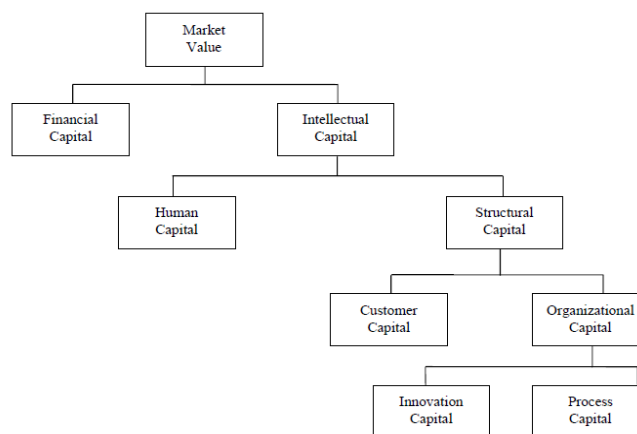 Market
Value
Financial
Capital
Intellectual
Capital
Human
Capital
Structural
Capital
Customer
Capital
Organizational
Capital
Innovation
Capital
Process
Capital